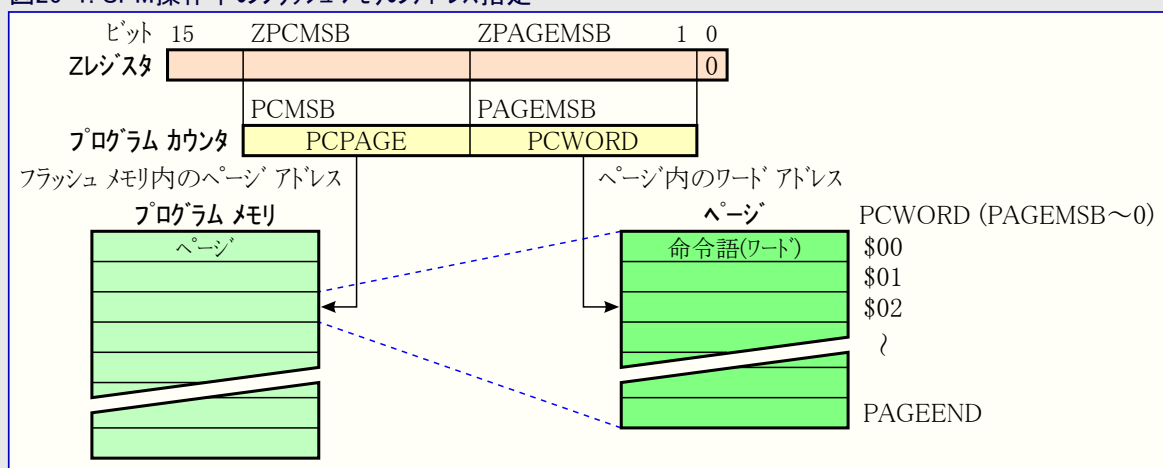 ビット 15 ZPCMSB ZPAGEMSB 1 0
Zレジスタ 0
PCMSB PAGEMSB
プログラム カウンタ PCPAGE PCWORD
フラッシュ メモリ内のページ アドレス ページ内のワード アドレス
プログラム メモリ ページ PCWORD (PAGEMSB～0)
ページ 命令語(ワード) $00
$01
$02
～
PAGEEND